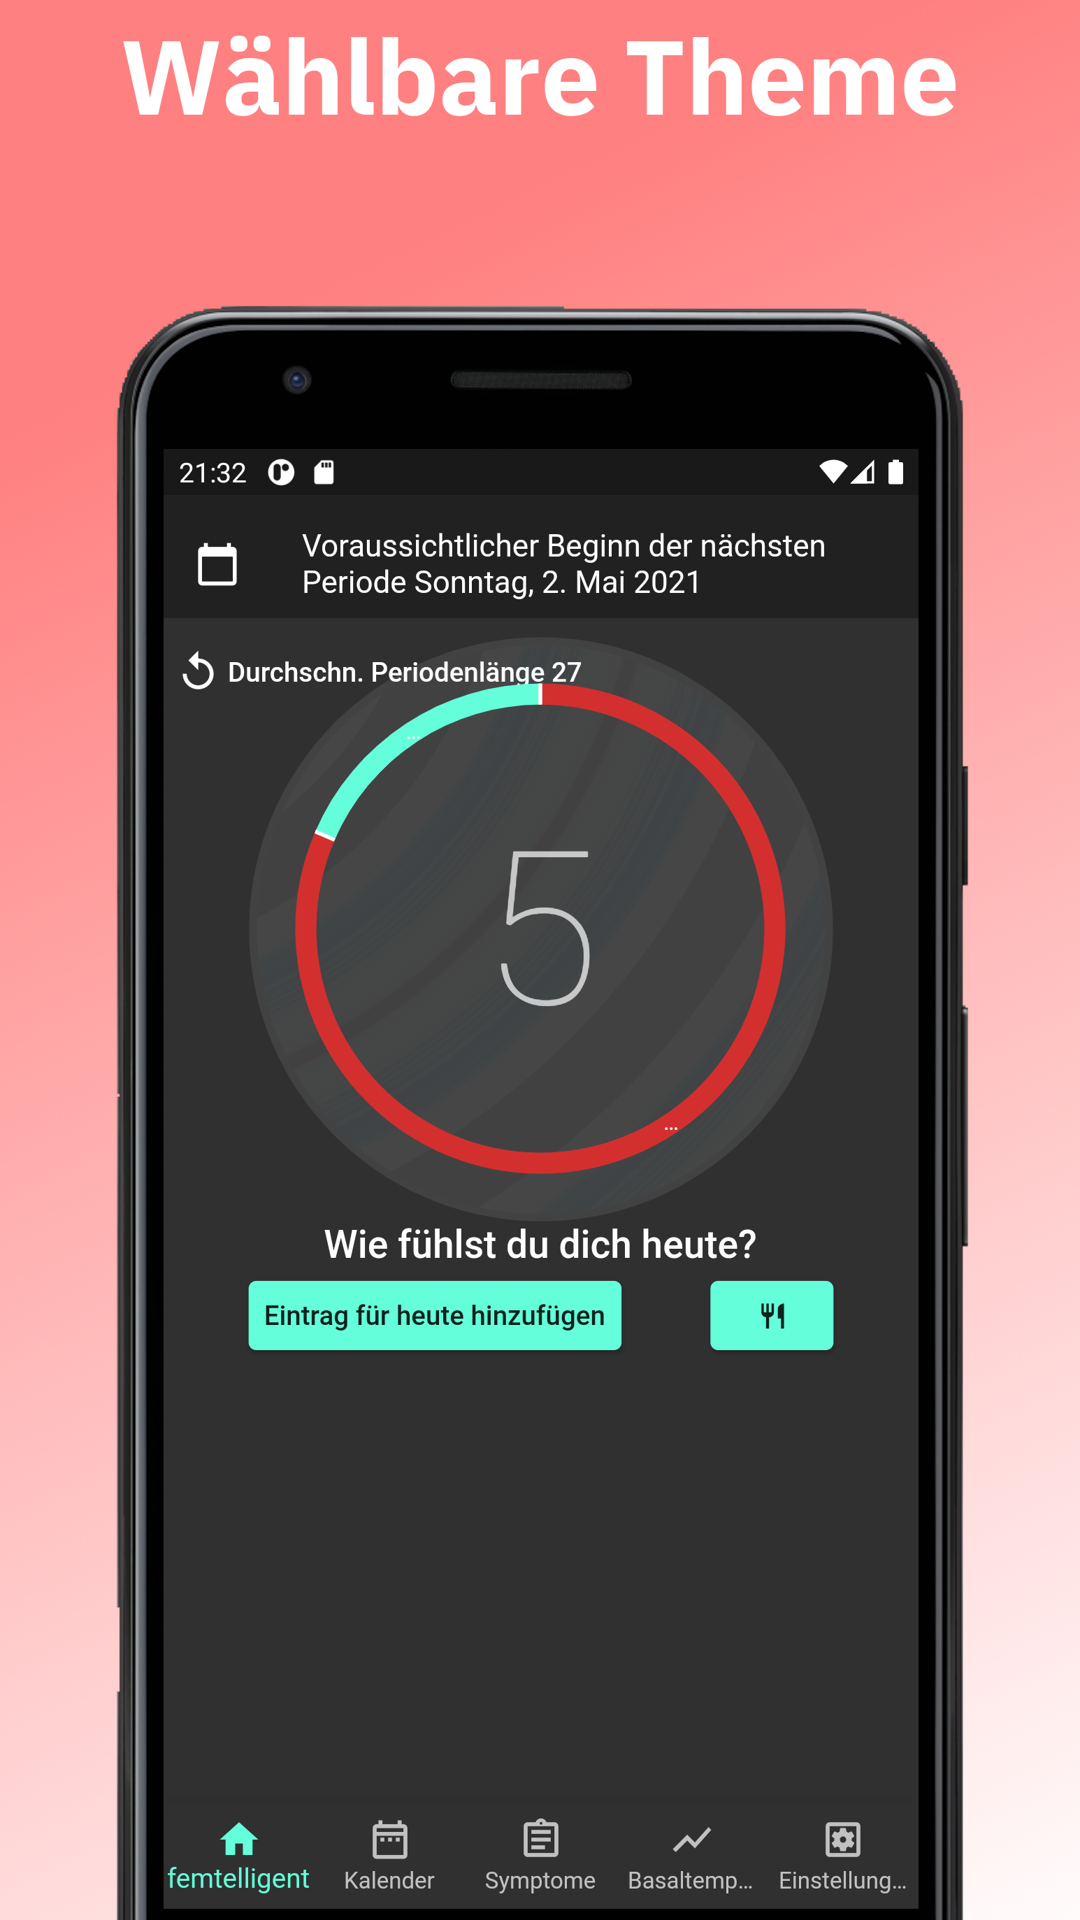 Wählbare Theme
21:32
Voraussichtlicher Beginn der nächsten
Periode Sonntag, 2. Mai 2021
Durchschn. Periodenlänge 27
...
5
...
Wie fühlst du dich heute?
Eintrag für heute hinzufügen
femtelligent Kalender Symptome Basaltemp... Einstellung...